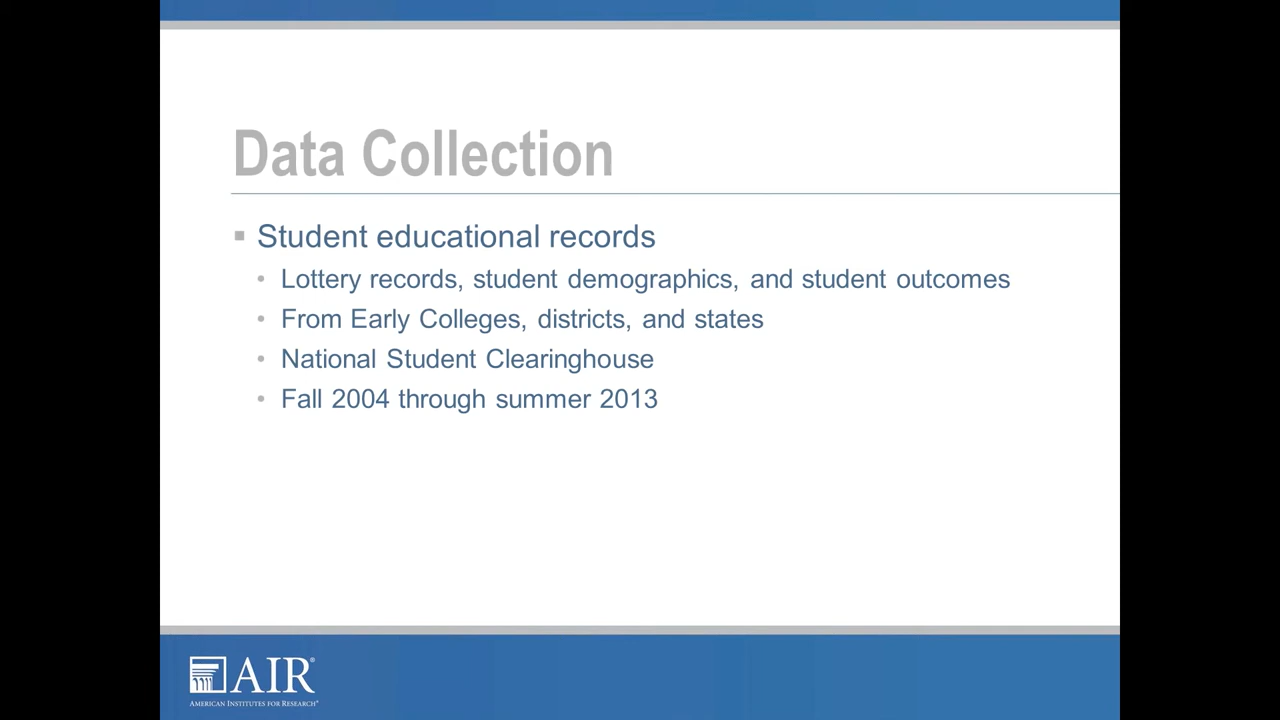 Data Collection
Student educational records
Lottery records, student demographics, and student outcomes
From Early Colleges, districts, and states
National Student Clearinghouse
Fall 2004 through summer 2013
AIR®
AMERICAN INSTITUTES FOR RESEARCH®